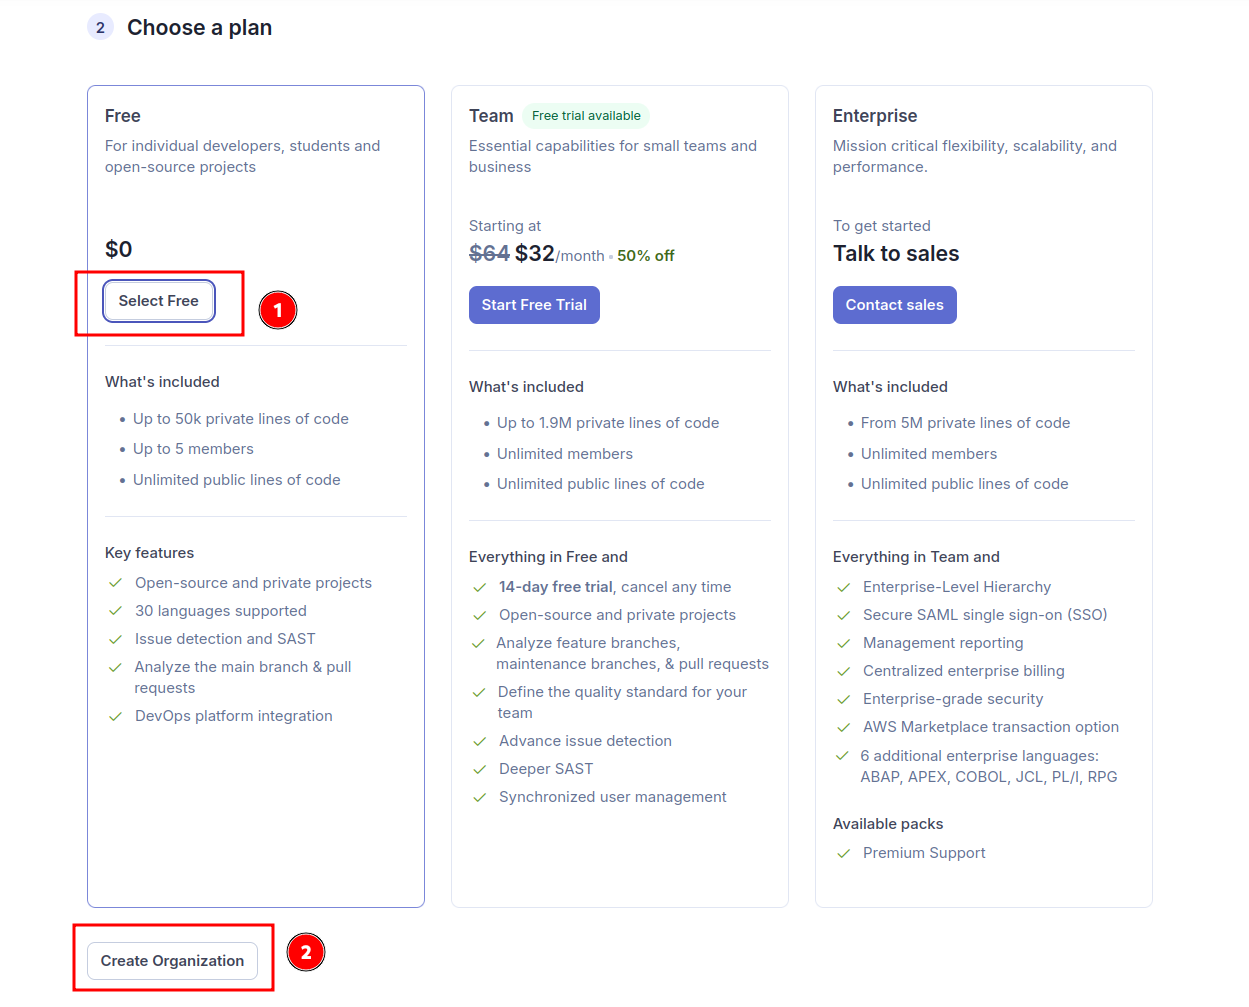 2 Choose a plan
Free
For individual developers, students and
open-source projects
$0
Select Free
1
What's included
Up to 50k private lines of code
Up to 5 members
Unlimited public lines of code
Key features
Open-source and private projects
30 languages supported
Issue detection and SAST
Analyze the main branch & pull
requests
DevOps platform integration
Team Free trial available
Essential capabilities for small teams and
business
Starting at
$64 $32/month • 50% off
Start Free Trial
What's included
Up to 1.9M private lines of code
Unlimited members
Unlimited public lines of code
Everything in Free and
14-day free trial, cancel any time
Open-source and private projects
Analyze feature branches,
maintenance branches, & pull requests
Define the quality standard for your
team
Advance issue detection
Deeper SAST
Synchronized user management
Enterprise
Mission critical flexibility, scalability, and
performance.
To get started
Talk to sales
Contact sales
What's included
From 5M private lines of code
Unlimited members
Unlimited public lines of code
Everything in Team and
Enterprise-Level Hierarchy
Secure SAML single sign-on (SSO)
Management reporting
Centralized enterprise billing
Enterprise-grade security
AWS Marketplace transaction option
6 additional enterprise languages:
ABAP, APEX, COBOL, JCL, PL/I, RPG
Available packs
Premium Support
Create Organization
2